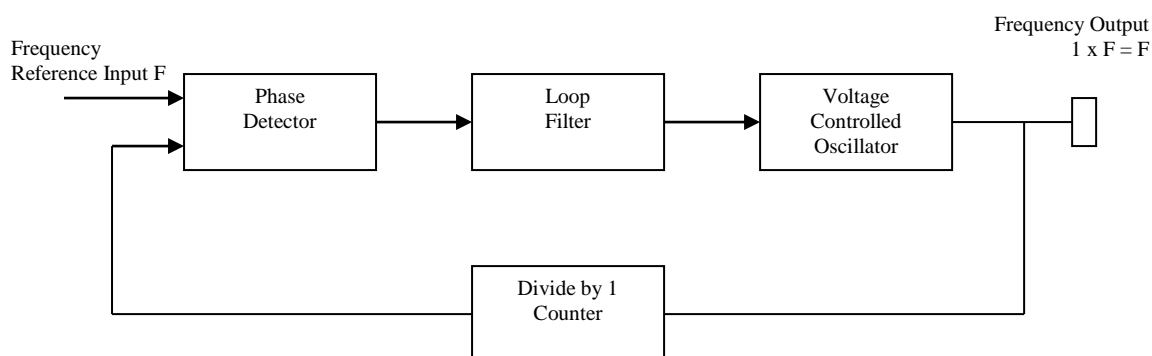 Frequency Output
1 x F = F
Frequency
Reference Input F
Phase
Detector
Loop
Filter
Voltage
Controlled
Oscillator
Divide by 1
Counter